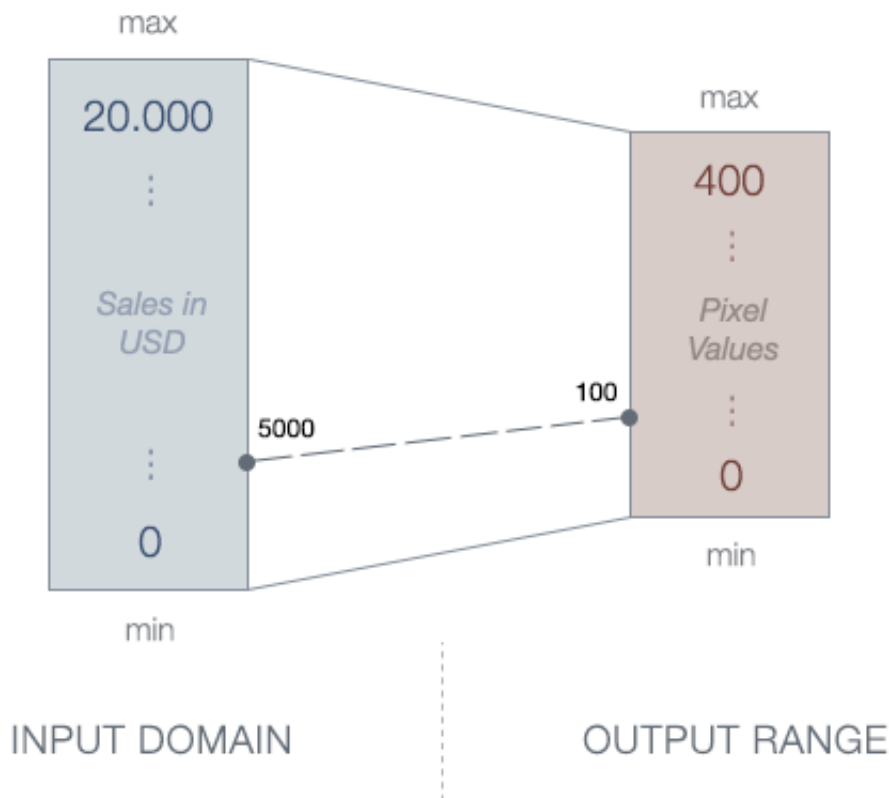 max
20.000
Sales in
USD
5000
0
min
max
400
Pixel
Values
100
0
min
INPUT DOMAIN
OUTPUT RANGE